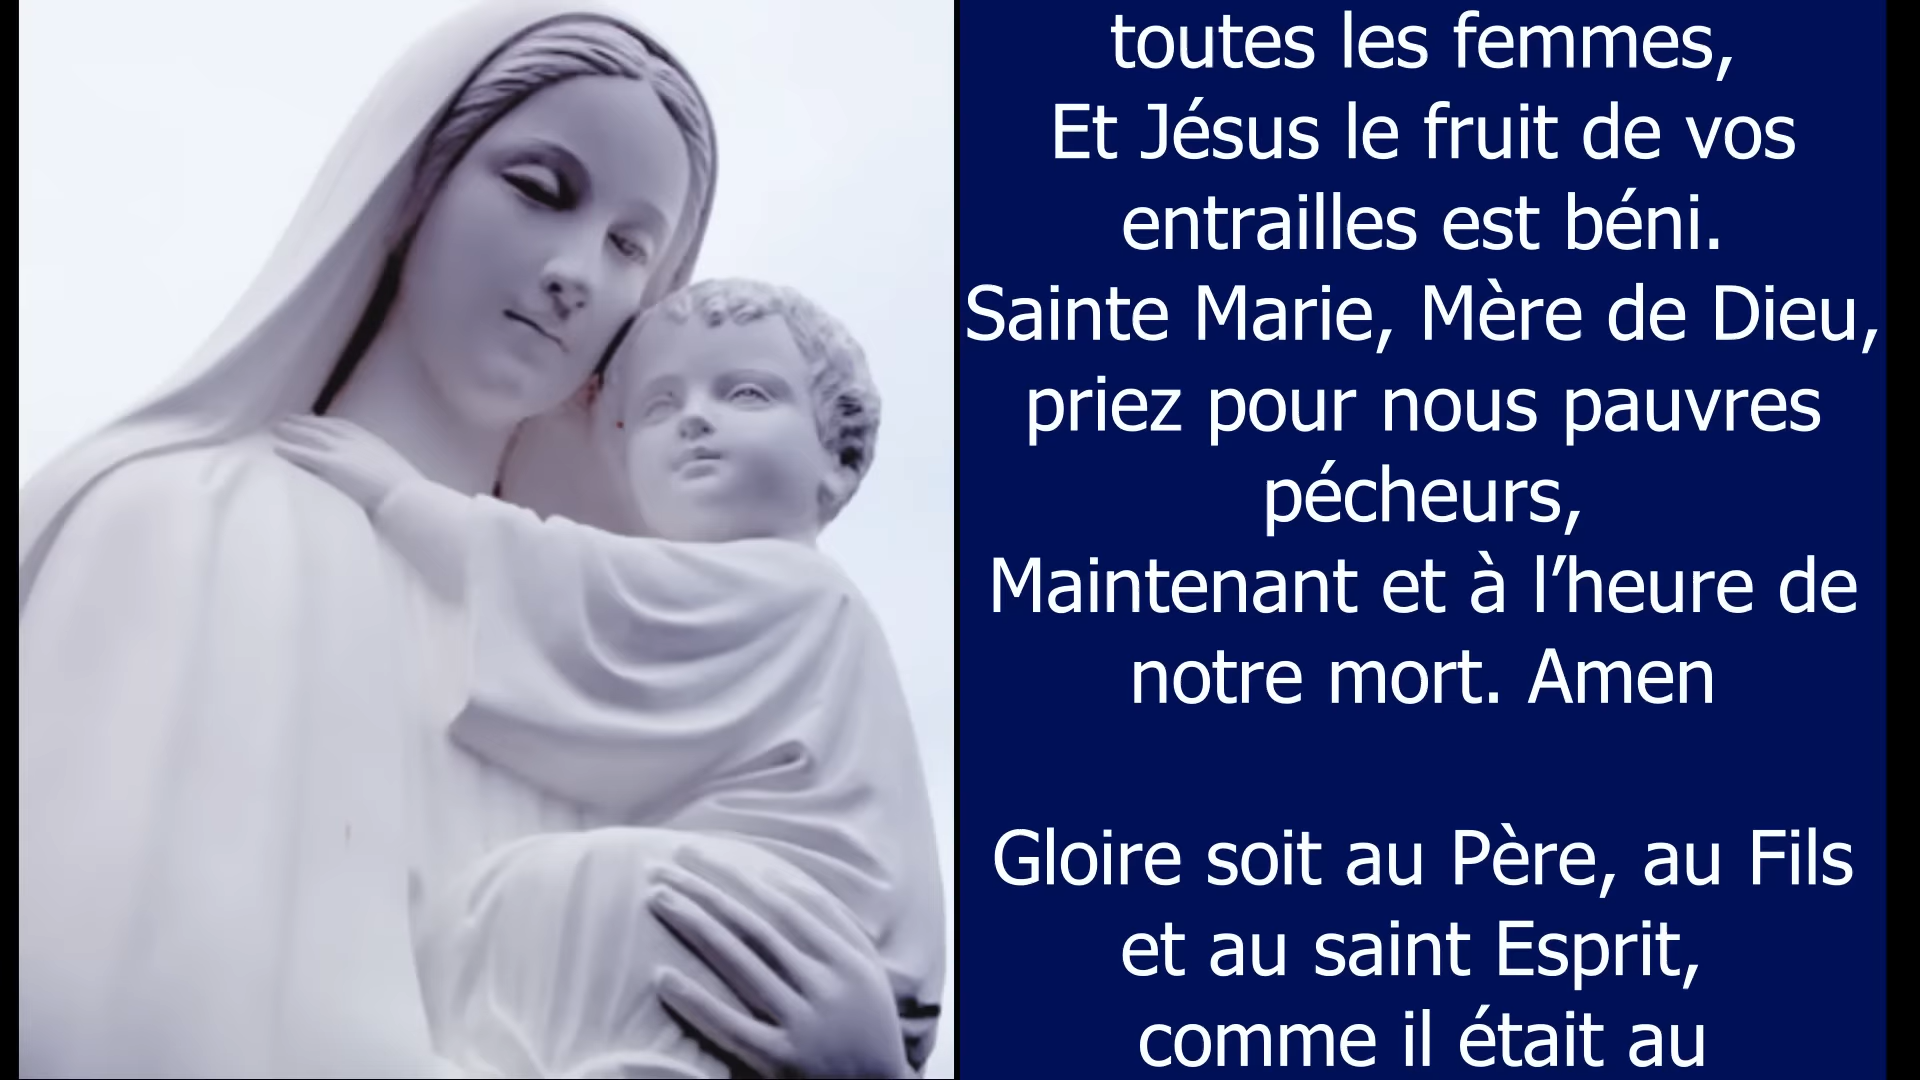 toutes les femmes,
Et Jésus le fruit de vos
entrailles est béni.
Sainte Marie, Mère de Dieu,
priez pour nous pauvres
pécheurs,
Maintenant et à l’heure de
notre mort. Amen
Gloire soit au Père, au Fils
et au saint Esprit,
comme il était au